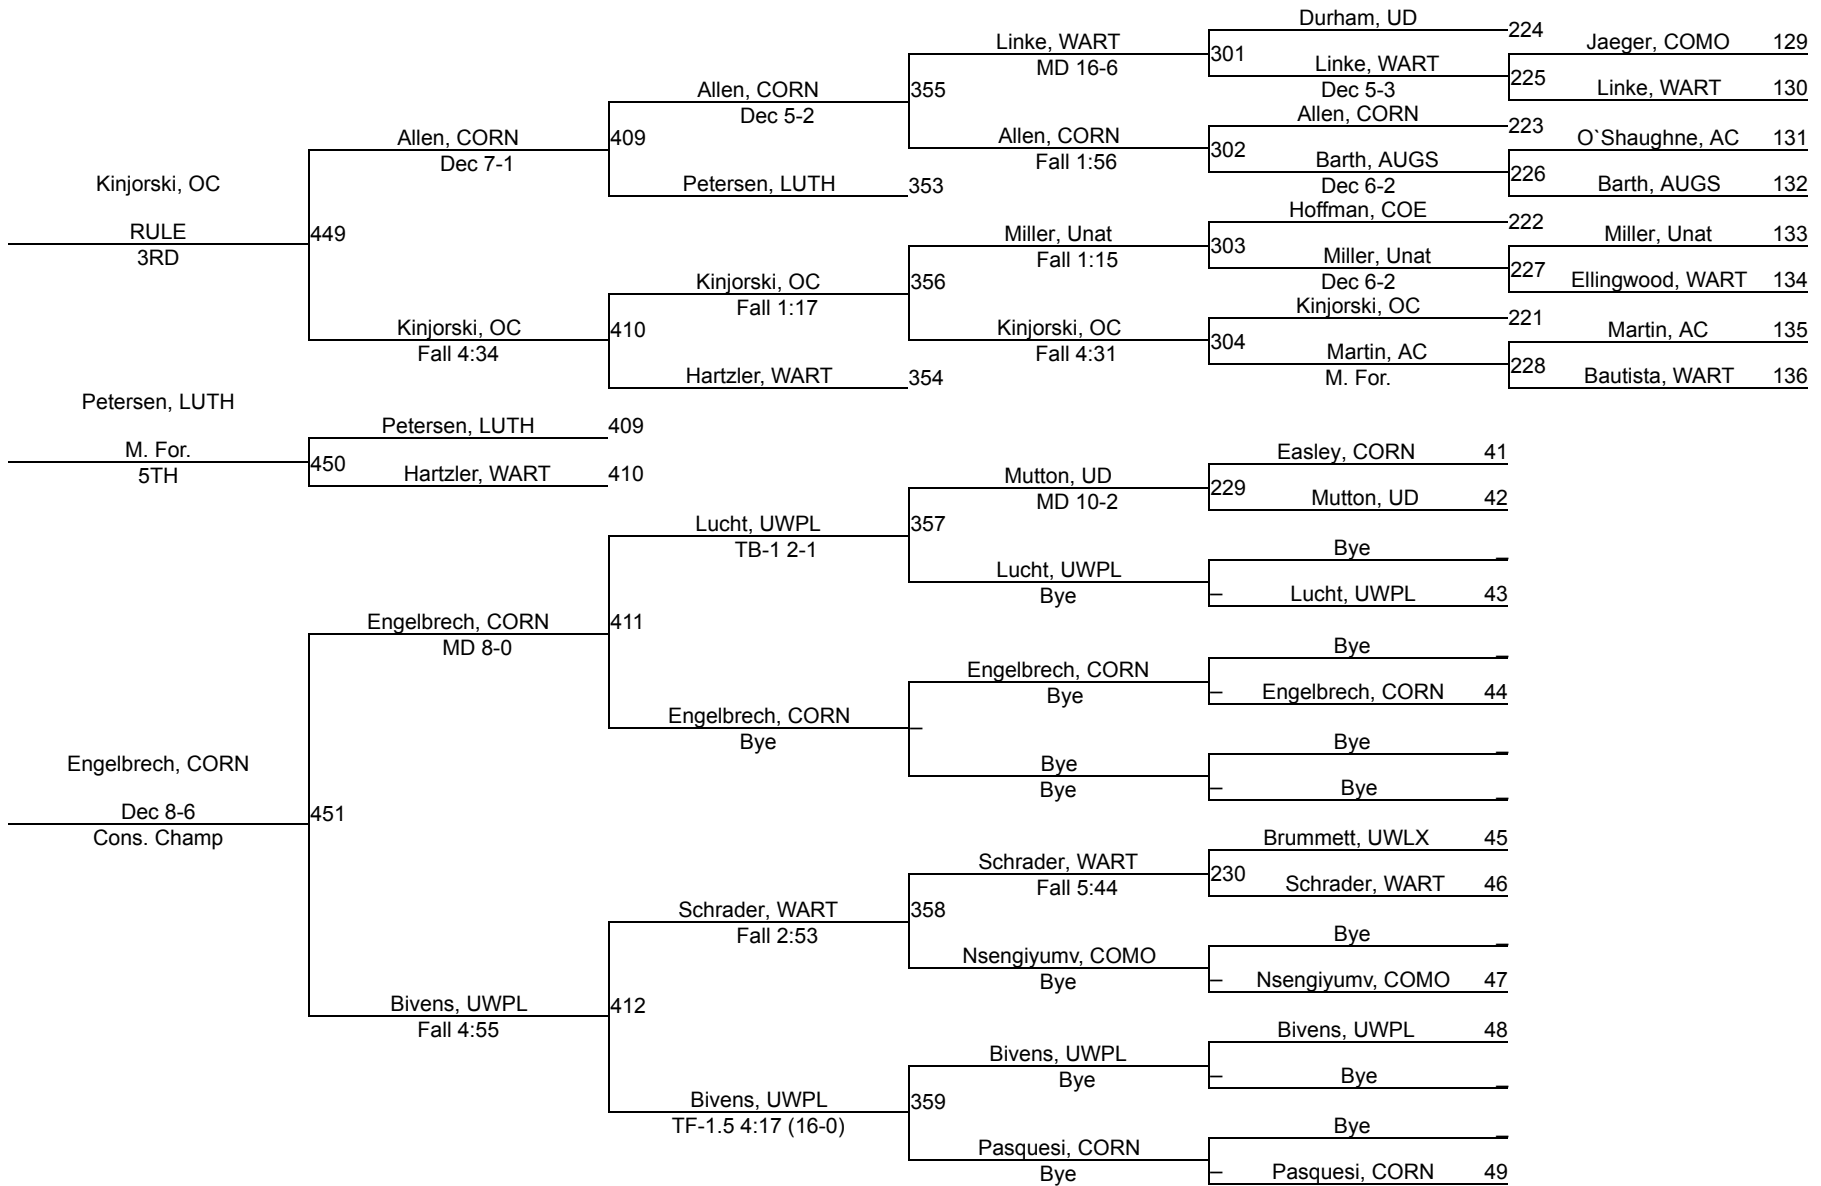 Durham, UD
224
Linke, WART
Jaeger, COMO 129
MD 16-6
301
Linke, WART
225
Dec 5-3
Linke, WART 130
Allen, CORN
355
Dec 5-2
Allen, CORN
223
Allen, CORN
409
Allen, CORN
O`Shaughne, AC 131
Dec 7-1
Fall 1:56
302
Barth, AUGS
226
Kinjorski, OC
Petersen, LUTH 353
Dec 6-2
Barth, AUGS 132
Hoffman, COE
222
RULE
449
Miller, Unat
Miller, Unat 133
3RD
Fall 1:15
303
Miller, Unat
227
Kinjorski, OC
356
Dec 6-2
Ellingwood, WART 134
Fall 1:17
Kinjorski, OC
221
Kinjorski, OC
410
Kinjorski, OC
Martin, AC 135
Fall 4:34
Fall 4:31
304
Martin, AC
228
Hartzler, WART 354
M. For.
Bautista, WART 136
Petersen, LUTH
Petersen, LUTH 409
M. For.
450
5TH
Hartzler, WART 410
Easley, CORN 41
Mutton, UD
229
MD 10-2
Mutton, UD 42
Lucht, UWPL
357
TB-1 2-1
Bye _
Lucht, UWPL
Bye
–
Lucht, UWPL 43
Engelbrech, CORN
411
MD 8-0
Bye _
Engelbrech, CORN
Bye
–
Engelbrech, CORN 44
Engelbrech, CORN
–
Bye
Bye _
Bye
Bye
–
Bye _
Engelbrech, CORN
Dec 8-6
451
Cons. Champ
Brummett, UWLX 45
Schrader, WART
230
Fall 5:44
Schrader, WART 46
Schrader, WART
358
Fall 2:53
Bye _
Nsengiyumv, COMO
Bye
–
Nsengiyumv, COMO 47
Bivens, UWPL
412
Fall 4:55
Bivens, UWPL 48
Bivens, UWPL
Bye
–
Bye _
Bivens, UWPL
359
TF-1.5 4:17 (16-0)
Bye _
Pasquesi, CORN
Bye
–
Pasquesi, CORN 49